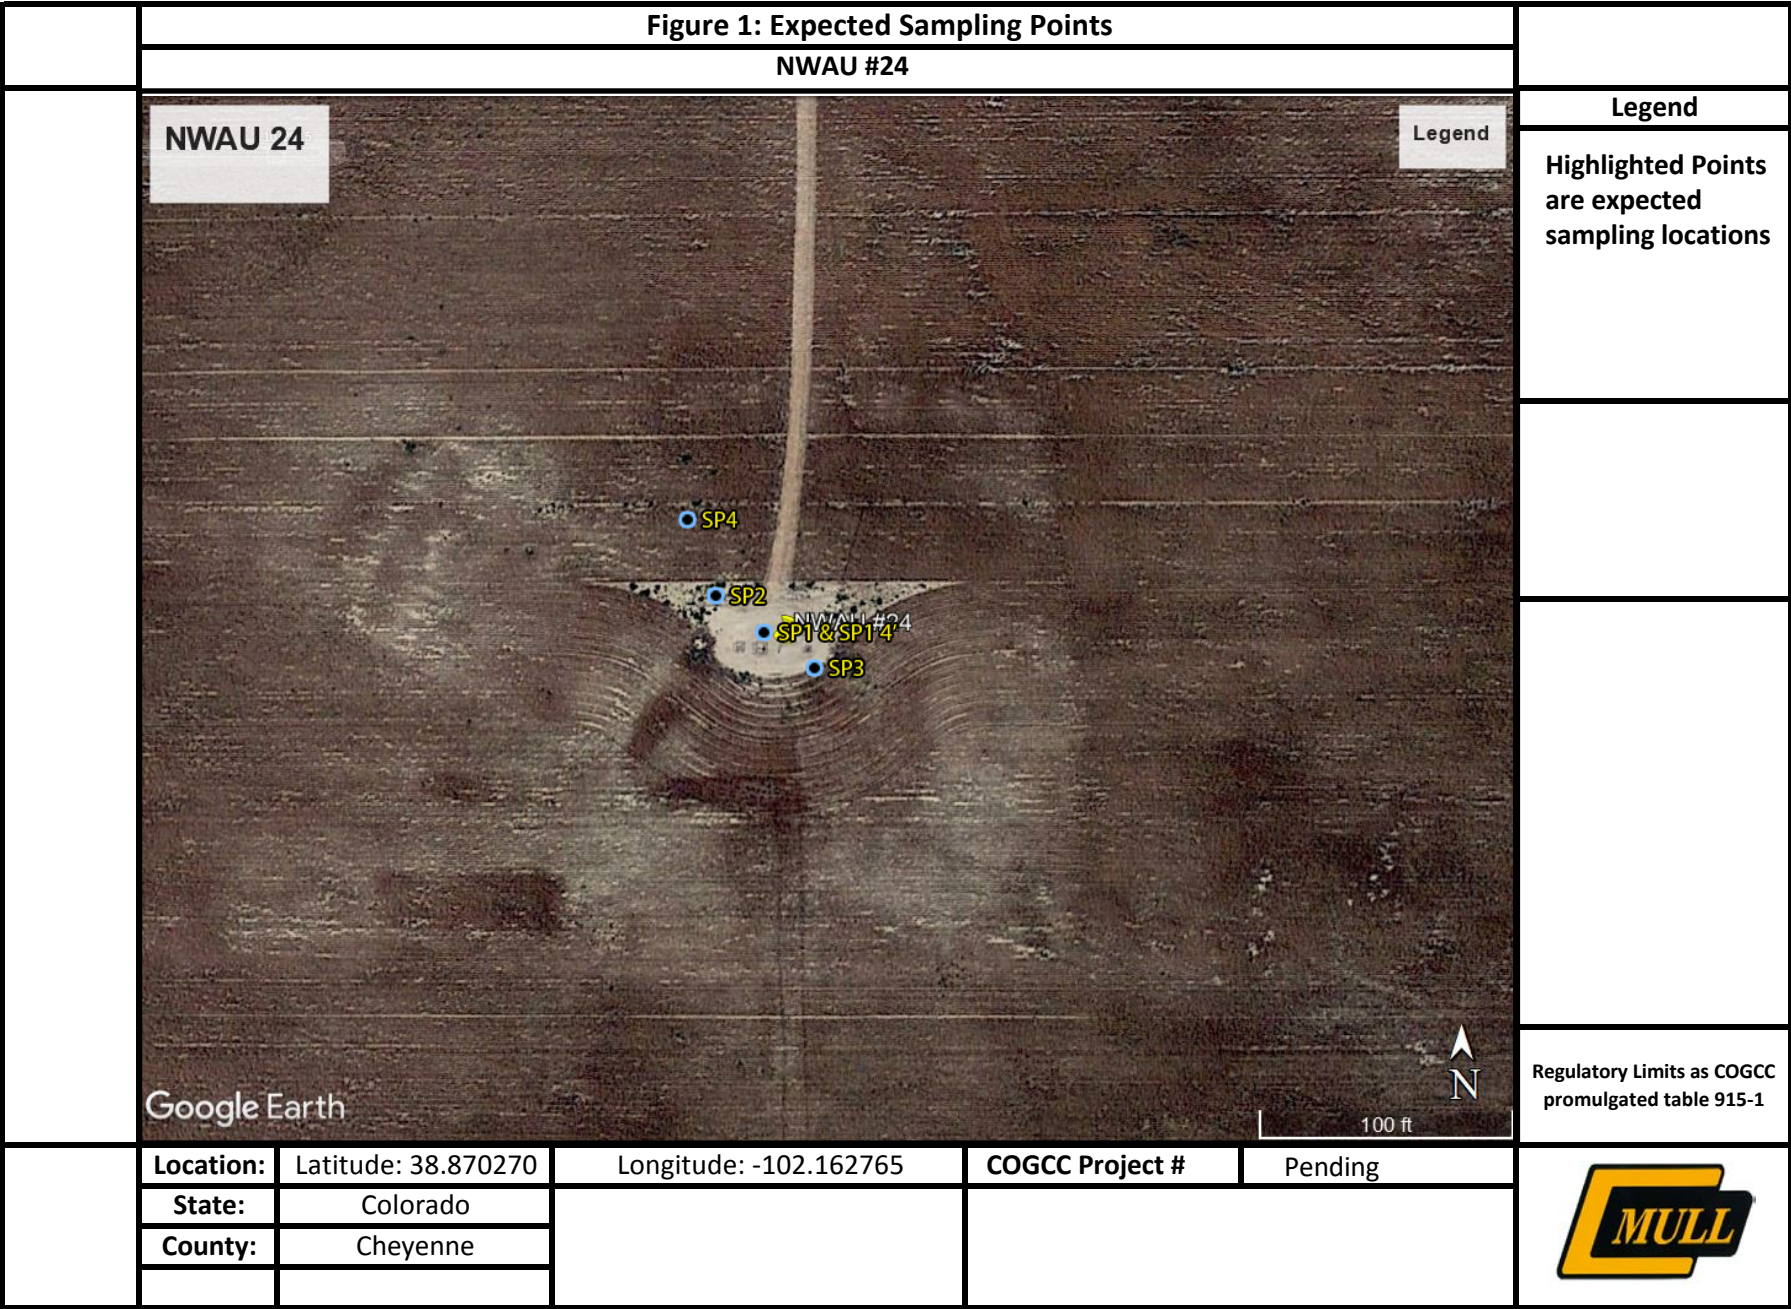 Figure 1: Expected Sampling Points
NWAU #24
NWAU 24
Legend
Legend
Highlighted Points
are expected
sampling locations
SP4
SP2
NWAU #24
SP1 & SP1 4'
SP3
N
Google Earth
100 ft
Regulatory Limits as COGCC
promulgated table 915-1
Location: Latitude: 38.870270 Longitude: -102.162765 COGCC Project # Pending
State: Colorado
County: Cheyenne
MULL